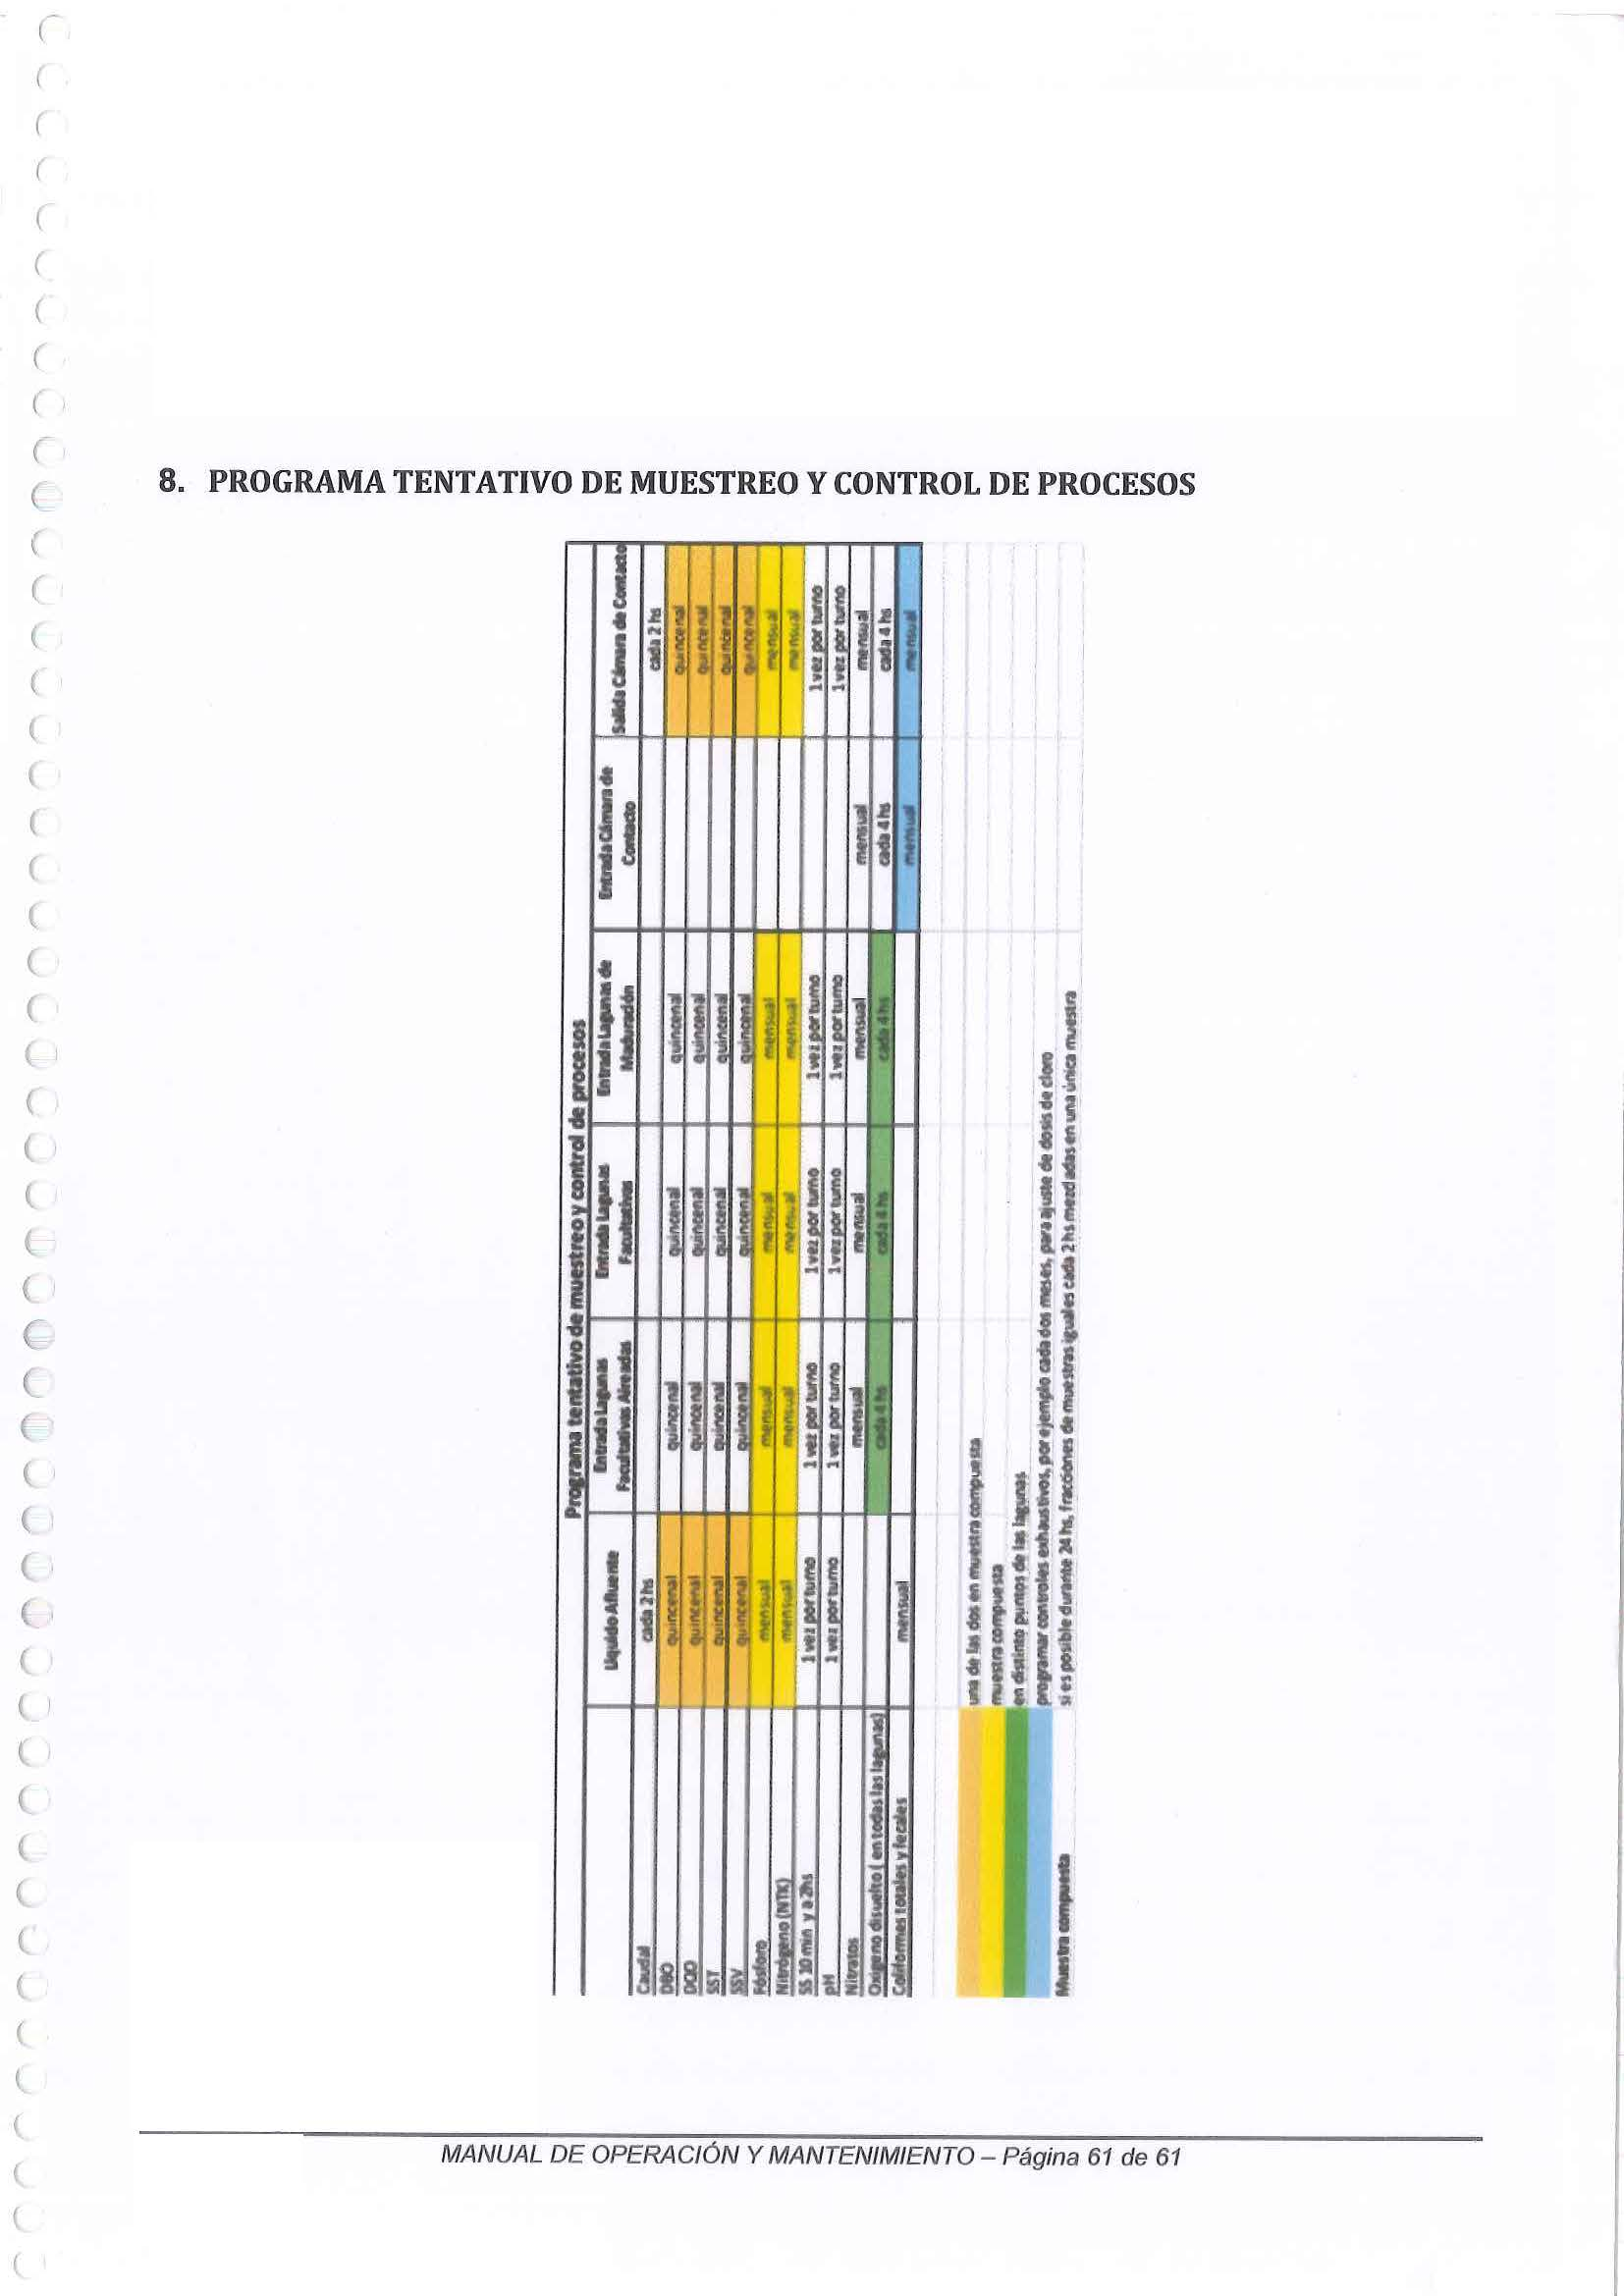 8. PROGRAMA TENTATIVO DE MUESTREO Y CONTROL DE PROCESOS
Programa tentativo de muestreo y control de procesos
Líquido Afluente Entrada Lagunas Facultativas Aireadas Entrada Lagunas Facultativas Entrada Lagunas de Maduración Entrada Cámara de Contacto Salida Cámara de Contacto
Caudal cada 2 hs cada 2 hs
DBO quincenal quincenal quincenal quincenal quincenal
DQO quincenal quincenal quincenal quincenal quincenal
SST quincenal quincenal quincenal quincenal quincenal
SSV quincenal quincenal quincenal quincenal quincenal
Fósforo mensual mensual mensual mensual mensual
Nitrógeno (NTK) mensual mensual mensual mensual mensual
SS 10 min y a 2hs 1 vez por turno 1 vez por turno 1 vez por turno 1 vez por turno 1 vez por turno
pH 1 vez por turno 1 vez por turno 1 vez por turno 1 vez por turno 1 vez por turno
Nitratos mensual mensual mensual mensual mensual
Oxigeno disuelto ( en todas las lagunas) cada 4 hs cada 4 hs cada 4 hs cada 4 hs cada 4 hs
Coliformes totales y fecales mensual mensual mensual
una de las dos en muestra compuesta
muestra compuesta
en distinto puntos de las lagunas
programar controles exhaustivos, por ejemplo cada dos meses, para ajuste de dosis de cloro
Muestra compuesta si es posible durante 24 hs, fracciones de muestras iguales cada 2 hs mezcladas en una única muestra
MANUAL DE OPERACIÓN Y MANTENIMIENTO – Página 61 de 61